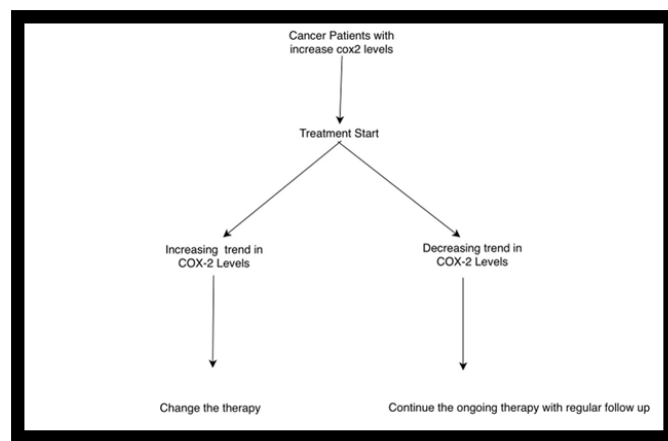 Cancer Patients with
increase cox2 levels
Treatment Start
Increasing trend in
COX-2 Levels
Decreasing trend in
COX-2 Levels
Change the therapy
Continue the ongoing therapy with regular follow up